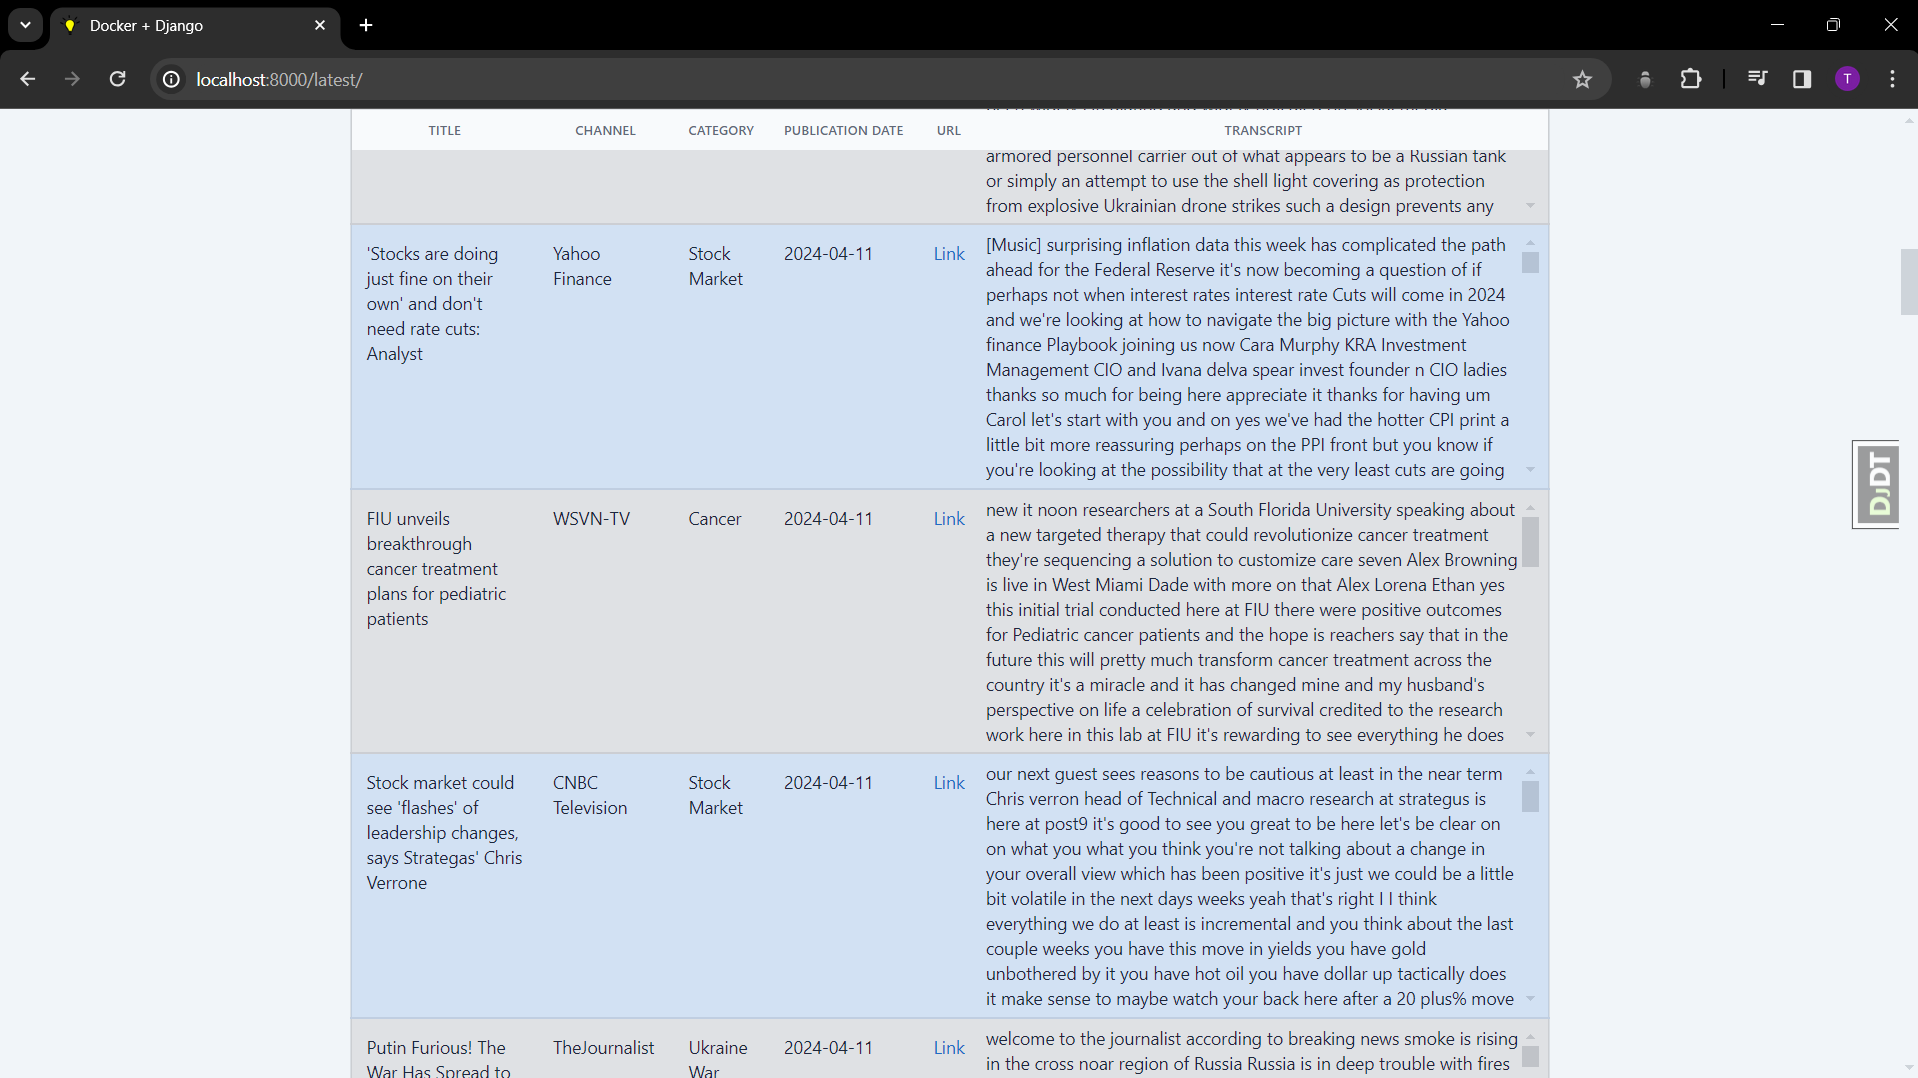 Docker + Django
localhost:8000/latest/
T
TITLE CHANNEL CATEGORY PUBLICATION DATE URL TRANSCRIPT
armored personnel carrier out of what appears to be a Russian tank
or simply an attempt to use the shell light covering as protection
from explosive Ukrainian drone strikes such a design prevents any
'Stocks are doing
just fine on their
own' and don't
need rate cuts:
Analyst
Yahoo
Finance
Stock
Market
2024-04-11
Link
[Music] surprising inflation data this week has complicated the path
ahead for the Federal Reserve it's now becoming a question of if
perhaps not when interest rates interest rate Cuts will come in 2024
and we're looking at how to navigate the big picture with the Yahoo
finance Playbook joining us now Cara Murphy KRA Investment
Management CIO and Ivana delva spear invest founder n CIO ladies
thanks so much for being here appreciate it thanks for having um
Carol let's start with you and on yes we've had the hotter CPI print a
little bit more reassuring perhaps on the PPI front but you know if
you're looking at the possibility that at the very least cuts are going
FIU unveils
breakthrough
cancer treatment
plans for pediatric
patients
WSVN-TV
Cancer
2024-04-11
Link
new it noon researchers at a South Florida University speaking about
a new targeted therapy that could revolutionize cancer treatment
they're sequencing a solution to customize care seven Alex Browning
is live in West Miami Dade with more on that Alex Lorena Ethan yes
this initial trial conducted here at FIU there were positive outcomes
for Pediatric cancer patients and the hope is reachers say that in the
future this will pretty much transform cancer treatment across the
country it's a miracle and it has changed mine and my husband's
perspective on life a celebration of survival credited to the research
work here in this lab at FIU it's rewarding to see everything he does
Stock market could
see 'flashes' of
leadership changes,
says Strategas' Chris
Verrone
CNBC
Television
Stock
Market
2024-04-11
Link
our next guest sees reasons to be cautious at least in the near term
Chris verron head of Technical and macro research at strategus is
here at post9 it's good to see you great to be here let's be clear on
on what you what you think you're not talking about a change in
your overall view which has been positive it's just we could be a little
bit volatile in the next days weeks yeah that's right I I think
everything we do at least is incremental and you think about the last
couple weeks you have this move in yields you have gold
unbothered by it you have hot oil you have dollar up tactically does
it make sense to maybe watch your back here after a 20 plus% move
Putin Furious! The
War Has Spread to
TheJournalist
Ukraine
War
2024-04-11
Link
welcome to the journalist according to breaking news smoke is rising
in the cross noar region of Russia Russia is in deep trouble with fires
DJDT